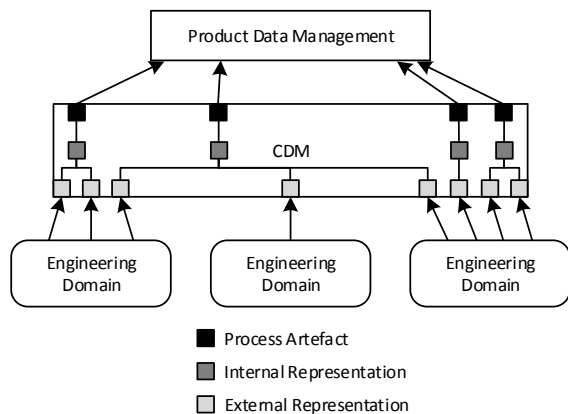 Product Data Management
CDM
Engineering
Domain
Engineering
Domain
Engineering
Domain
Process Artefact
Internal Representation
External Representation